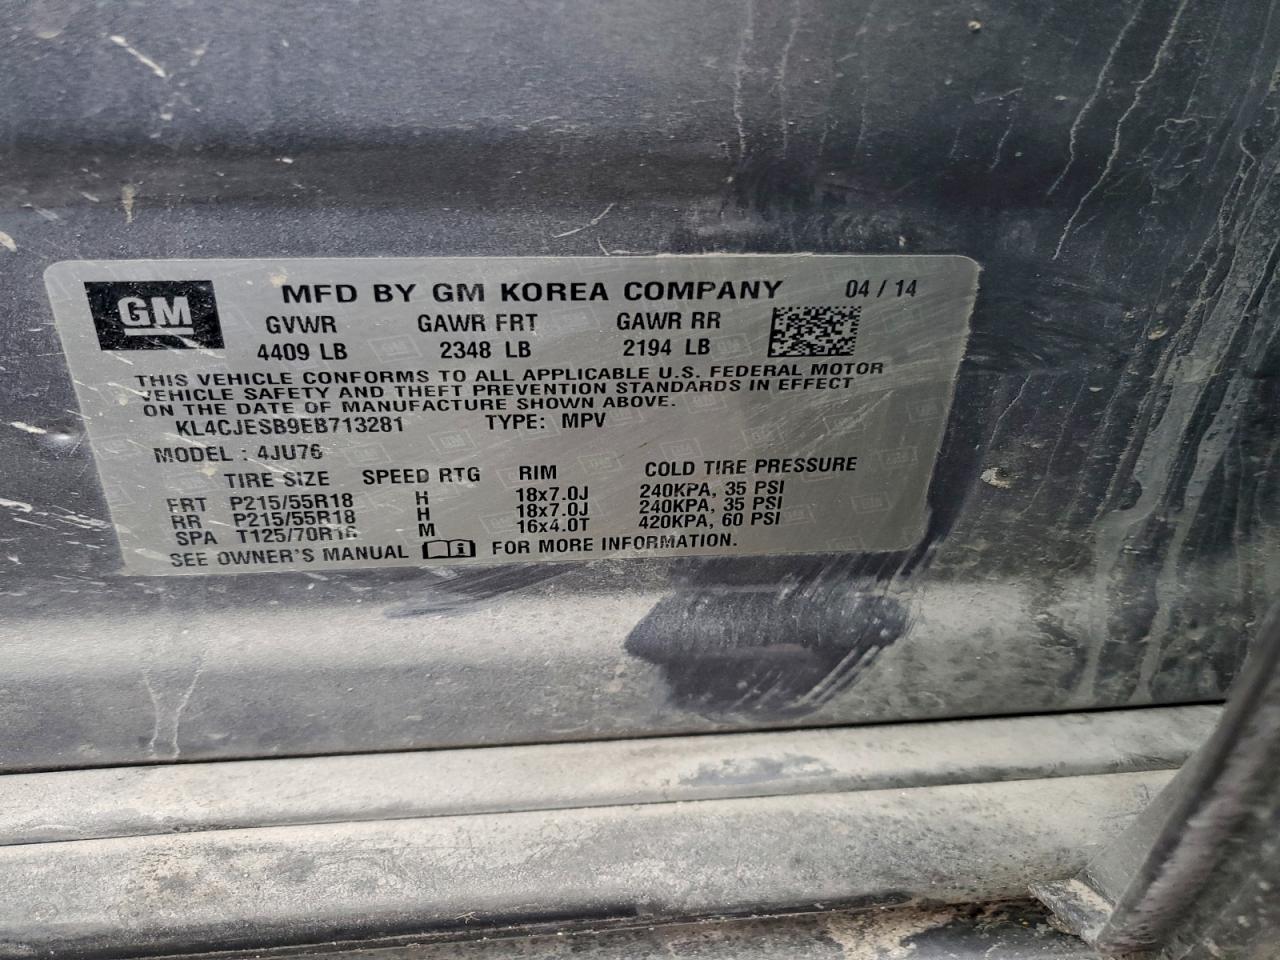 GM
MFD BY GM KOREA COMPANY 04 / 14
GVWR GAWR FRT GAWR RR
4409 LB 2348 LB 2194 LB
THIS VEHICLE CONFORMS TO ALL APPLICABLE U.S. FEDERAL MOTOR
VEHICLE SAFETY AND THEFT PREVENTION STANDARDS IN EFFECT
ON THE DATE OF MANUFACTURE SHOWN ABOVE.
KL4CJESB9EB713281 TYPE: MPV
MODEL : 4JU76
TIRE SIZE SPEED RTG RIM COLD TIRE PRESSURE
FRT P215/55R18 H 18x7.0J 240KPA, 35 PSI
RR P215/55R18 H 18x7.0J 240KPA, 35 PSI
SPA T125/70R16 M 16x4.0T 420KPA, 60 PSI
SEE OWNER'S MANUAL FOR MORE INFORMATION.